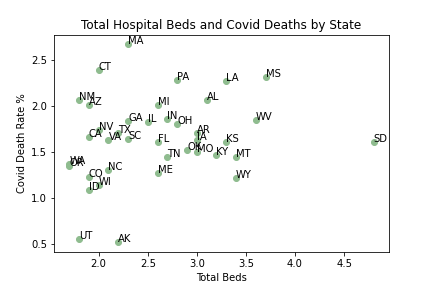 Total Hospital Beds and Covid Deaths by State
Covid Death Rate %
2.5
2.0
1.5
1.0
0.5
MA
CT
PA
LA
MS
NM
AZ
MI
AL
GA
IL
IN
OH
WV
NV
TX
CA
VA
SC
FL
AR
IA
KS
SD
OK
MO
KY
TN
MT
WA
OR
NC
ME
CO
WI
ID
WY
UT
AK
2.0 2.5 3.0 3.5 4.0 4.5
Total Beds